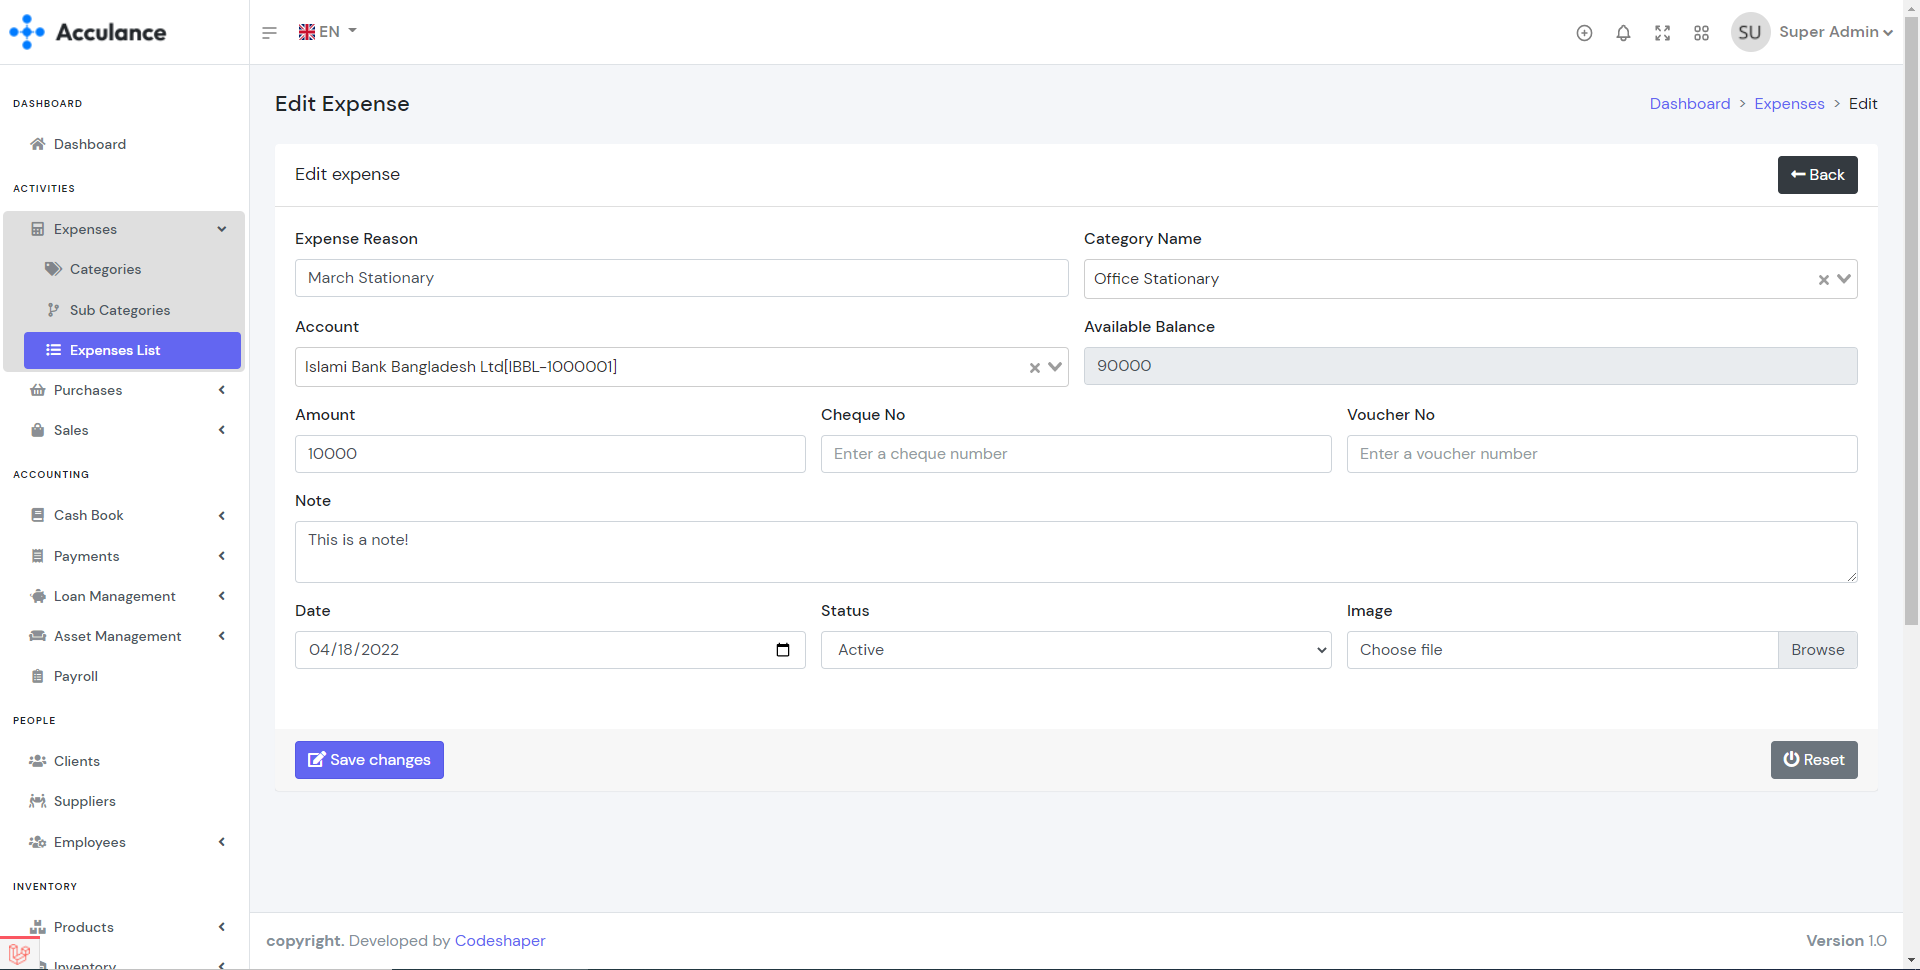 Acculance
EN
SU
Super Admin
DASHBOARD
Dashboard
ACTIVITIES
Expenses
Categories
Sub Categories
Expenses List
Purchases
Sales
ACCOUNTING
Cash Book
Payments
Loan Management
Asset Management
Payroll
PEOPLE
Clients
Suppliers
Employees
INVENTORY
Products
Inventory
Edit Expense
Dashboard > Expenses > Edit
Edit expense
Back
Expense Reason
Category Name
March Stationary
Office Stationary
Account
Available Balance
Islami Bank Bangladesh Ltd[IBBL-1000001]
90000
Amount
Cheque No
Voucher No
10000
Enter a cheque number
Enter a voucher number
Note
This is a note!
Date
Status
Image
04/18/2022
Active
Choose file
Browse
Save changes
Reset
copyright. Developed by Codeshaper
Version 1.0